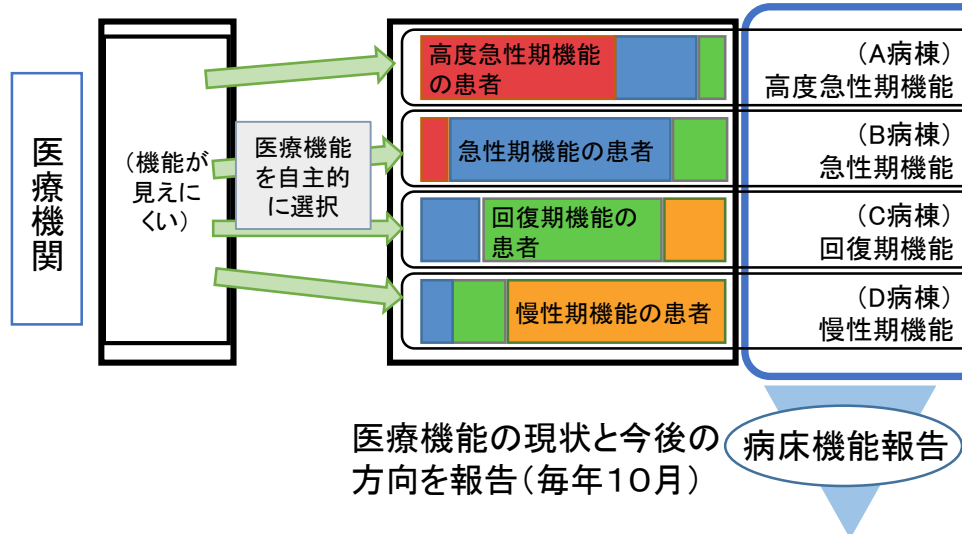 医療機関
(機能が
見えに
くい)
医療機能
を自主的
に選択
高度急性期機能
の患者
急性期機能の患者
回復期機能の
患者
慢性期機能の患者
(A病棟)
高度急性期機能
(B病棟)
急性期機能
(C病棟)
回復期機能
(D病棟)
慢性期機能
医療機能の現状と今後の
方向を報告(毎年10月)
病床機能報告